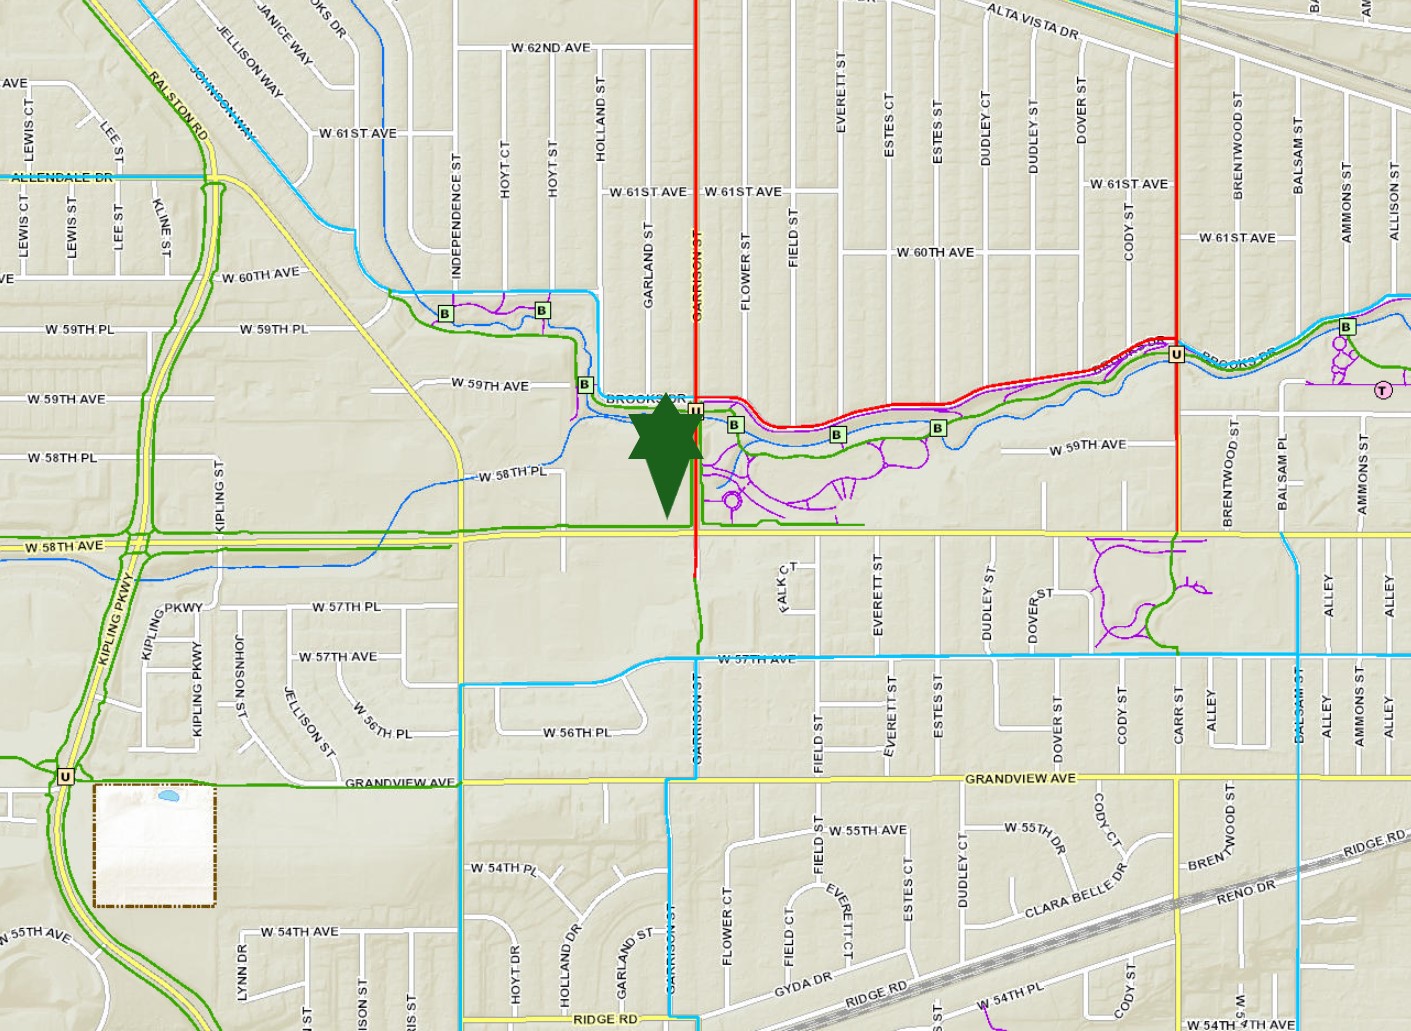 ALTA VISTA DR
W 62ND AVE
JANICE WAY
JELLISON WAY
JOHNSON WAY
RALSTON RD
AVE
LEWIS CT
LEE ST
W 61ST AVE
HOLLAND ST
EVERETT ST
ESTES CT
ESTES ST
DUDLEY CT
DUDLEY ST
DOVER ST
BRENTWOOD ST
BALSAM ST
AMMONS ST
ALLISON ST
HOYT CT
HOYT ST
INDEPENDENCE ST
ALLENDALE DR
W 61ST AVE
W 61ST AVE
W 61ST AVE
LEWIS CT
LEWIS ST
LEE ST
KLINE ST
GARLAND ST
GARRISON ST
FLOWER ST
FIELD ST
CODY ST
W 61ST AVE
W 60TH AVE
W 60TH AVE
B
B
W 59TH PL
W 59TH PL
B
U
BROOKS DR
BROOKS DR
W 59TH AVE
B
W 59TH AVE
BROOKS DR
T
U
B
B
B
W 59TH AVE
W 58TH PL
KIPLING ST
W 58TH PL
BRENTWOOD ST
BALSAM PL
AMMONS ST
W 58TH AVE
KIPLING PKWY
KIPLING
PKWY
W 57TH PL
FALK CT
EVERETT ST
DUDLEY ST
DOVER ST
ALLEY
ALLEY
W 57TH AVE
W 57TH AVE
KIPLING PKWY
JOHNSON ST
JELLISON ST
W 56TH PL
W 56TH PL
GARRISON ST
FIELD ST
EVERETT ST
ESTES ST
DOVER ST
CODY ST
CARR ST
ALLEY
BALSAM ST
ALLEY
AMMONS ST
ALLEY
U
GRANDVIEW AVE
GRANDVIEW AVE
W 55TH AVE
FIELD ST
W 55TH DR
CODY CT
RIDGE RD
W 54TH PL
DUDLEY CT
ESTES CT
CLARA BELLE DR
RENO DR
EVERETT CT
FIELD CT
FLOWER CT
W 55TH AVE
W 54TH AVE
LYNN DR
HOYT DR
HOLLAND DR
GARLAND ST
GARRISON ST
GYDA DR
RIDGE RD
W 54TH PL
CODY ST
RIDGE RD